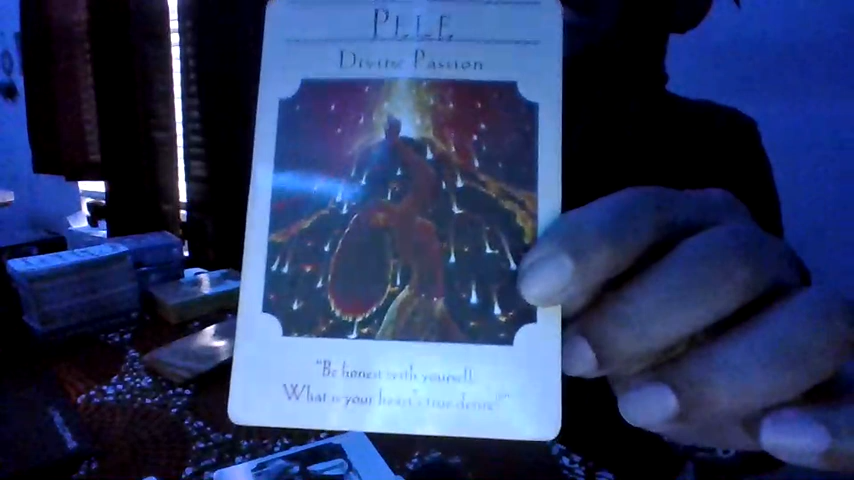 PELE
Divine Passion
"Be honest with yourself.
What is your heart's true desire?"